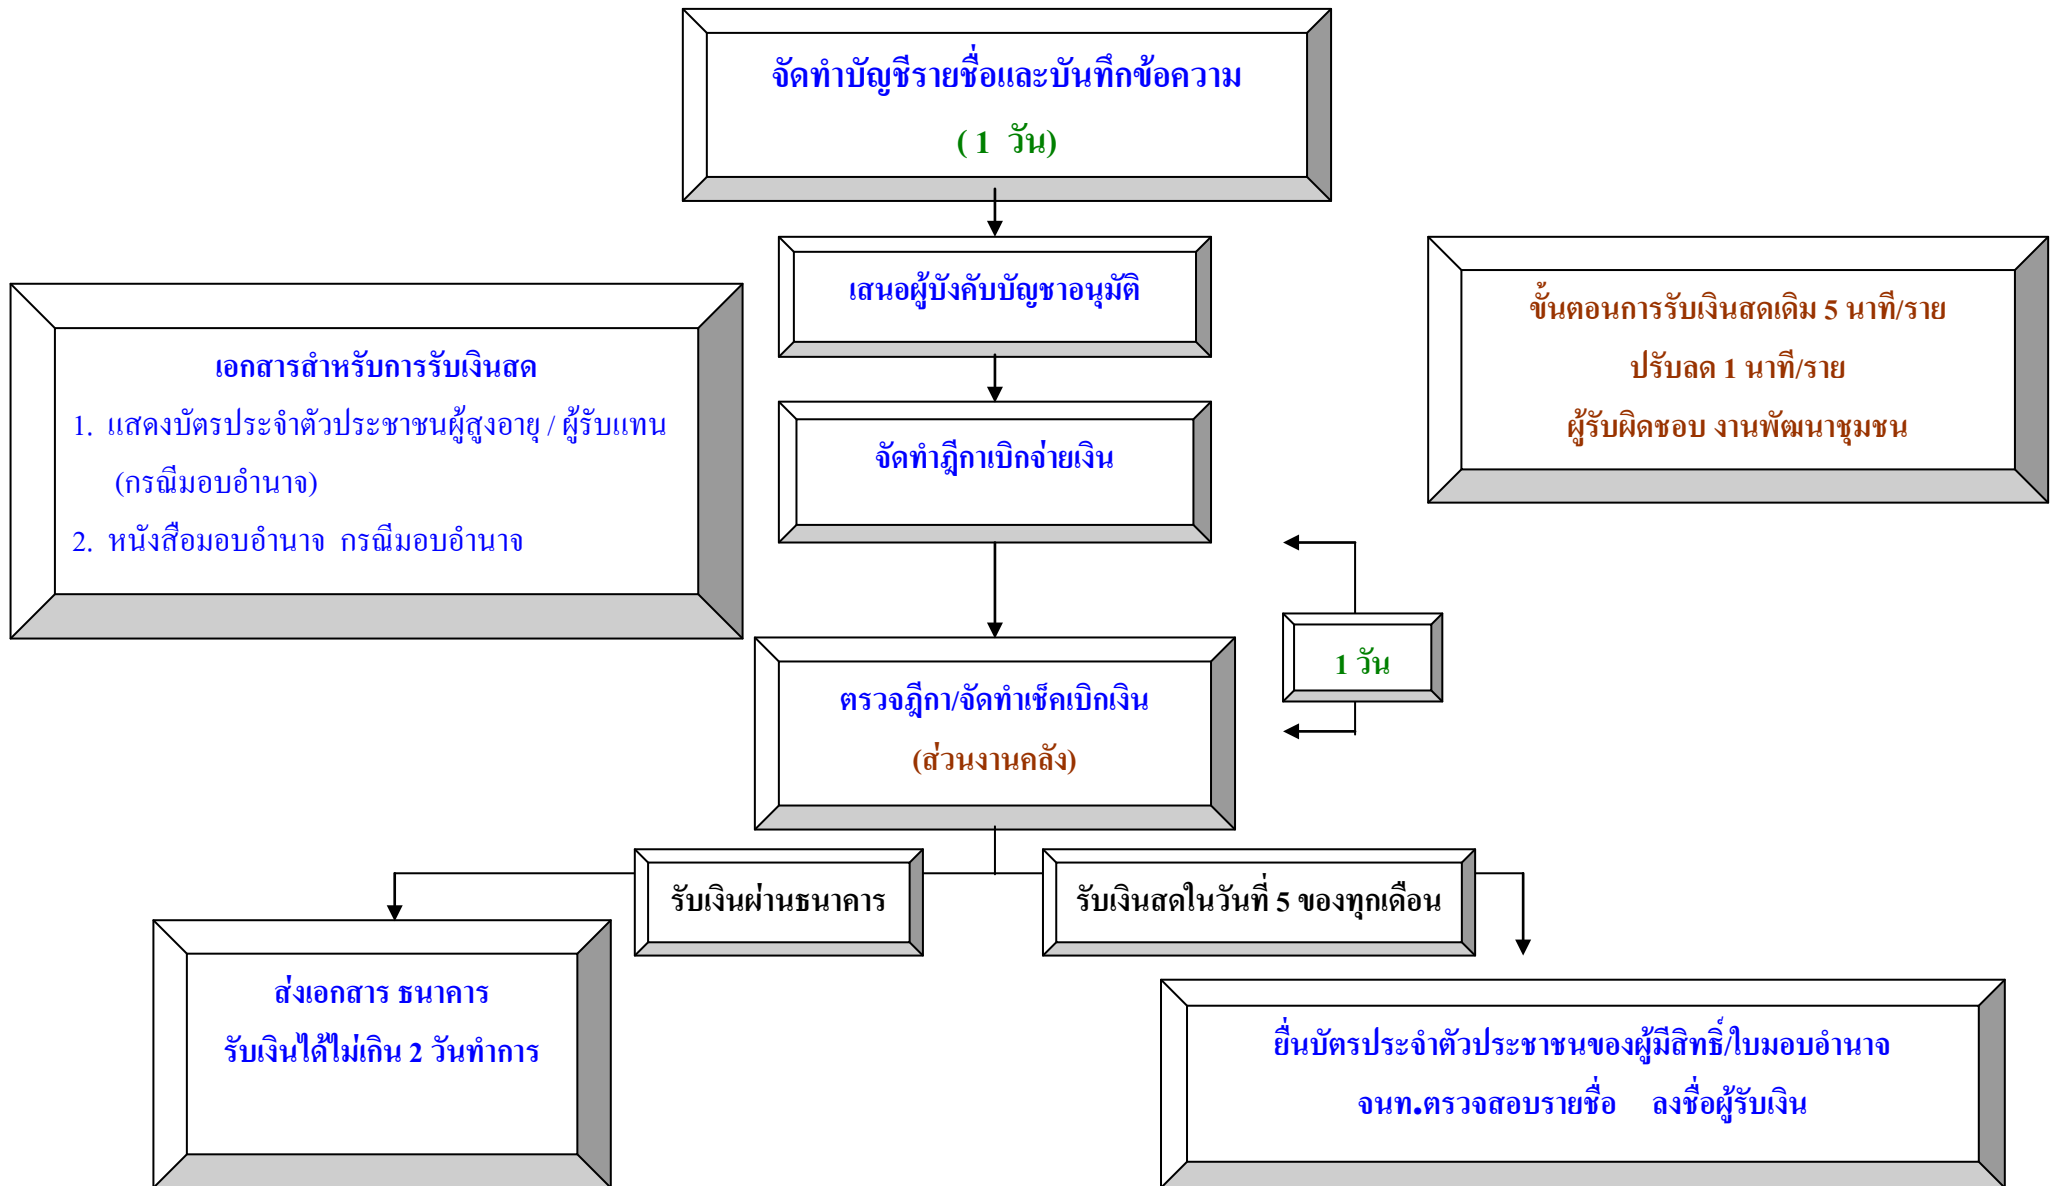 จัดทำบัญชีรายชื่อและบันทึกข้อความ
( 1 วัน)
เสนอผู้บังคับบัญชาอนุมัติ
ขั้นตอนการรับเงินสดเดิม 5 นาที/ราย
ปรับลด 1 นาที/ราย
ผู้รับผิดชอบ งานพัฒนาชุมชน
เอกสารสำหรับการรับเงินสด
1. แสดงบัตรประจำตัวประชาชนผู้สูงอายุ / ผู้รับแทน
(กรณีมอบอำนาจ)
2. หนังสือมอบอำนาจ กรณีมอบอำนาจ
จัดทำฎีกาเบิกจ่ายเงิน
1 วัน
ตรวจฎีกา/จัดทำเช็คเบิกเงิน
(ส่วนงานคลัง)
รับเงินผ่านธนาคาร
รับเงินสดในวันที่ 5 ของทุกเดือน
ส่งเอกสาร ธนาคาร
รับเงินได้ไม่เกิน 2 วันทำการ
ยื่นบัตรประจำตัวประชาชนของผู้มีสิทธิ์/ใบมอบอำนาจ
จนท.ตรวจสอบรายชื่อ ลงชื่อผู้รับเงิน